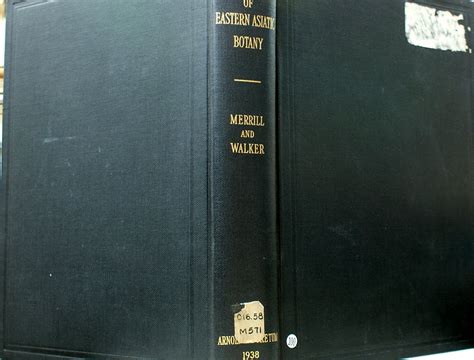 OF
EASTERN ASIATIC
BOTANY
MERRILL
AND
WALKER
016.58
M571
1938